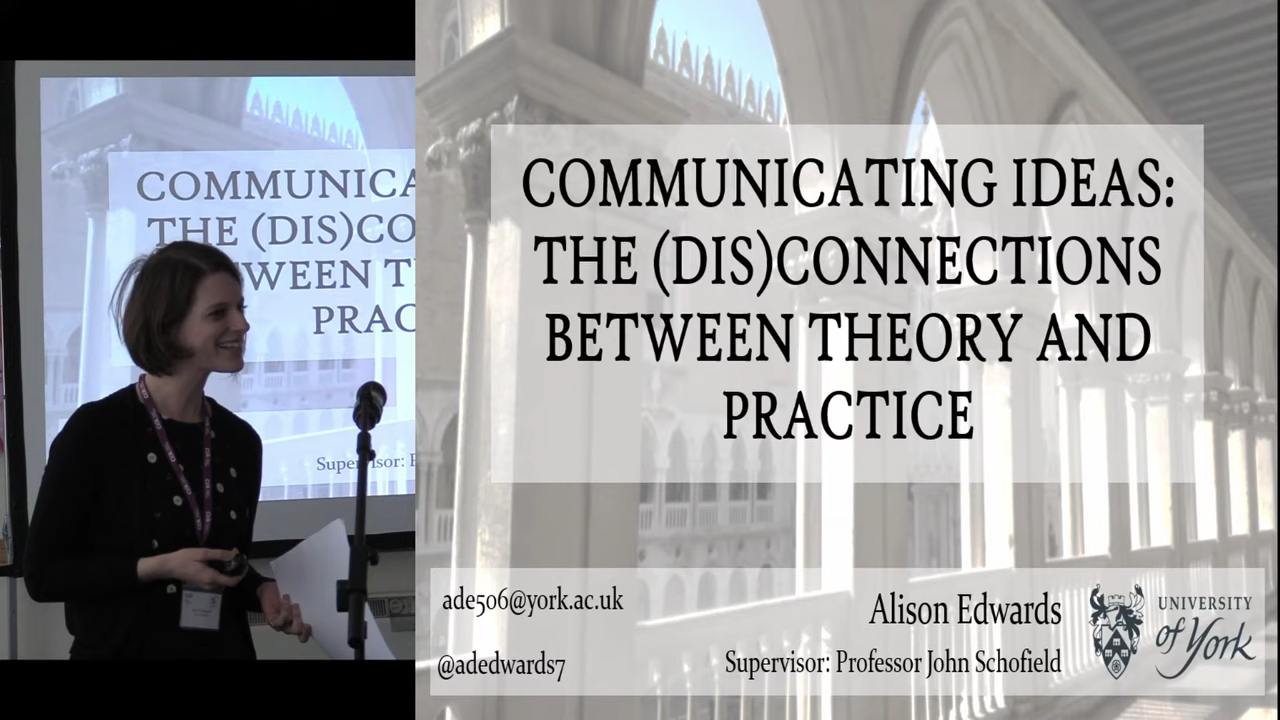 COMMUNICA
THE (DIS)CO
WEEN T
PRAC
Supervisor:
COMMUNICATING IDEAS:
THE (DIS)CONNECTIONS
BETWEEN THEORY AND
PRACTICE
ade506@york.ac.uk
@adedwards7
Alison Edwards
Supervisor: Professor John Schofield
UNIVERSITY
of York